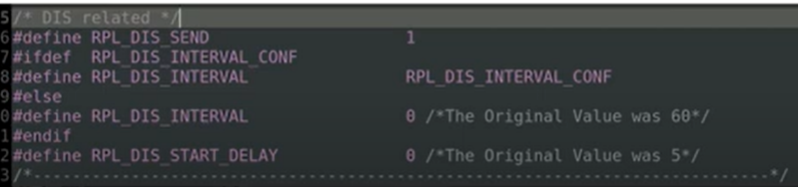 5 /* DIS related */
6 #define RPL_DIS_SEND 1
7 #ifdef RPL_DIS_INTERVAL_CONF
8 #define RPL_DIS_INTERVAL RPL_DIS_INTERVAL_CONF
9 #else
0 #define RPL_DIS_INTERVAL 0 /*The Original Value was 60*/
1 #endif
2 #define RPL_DIS_START_DELAY 0 /*The Original Value was 5*/
3 /*---------------------------------------------------------------------------*/